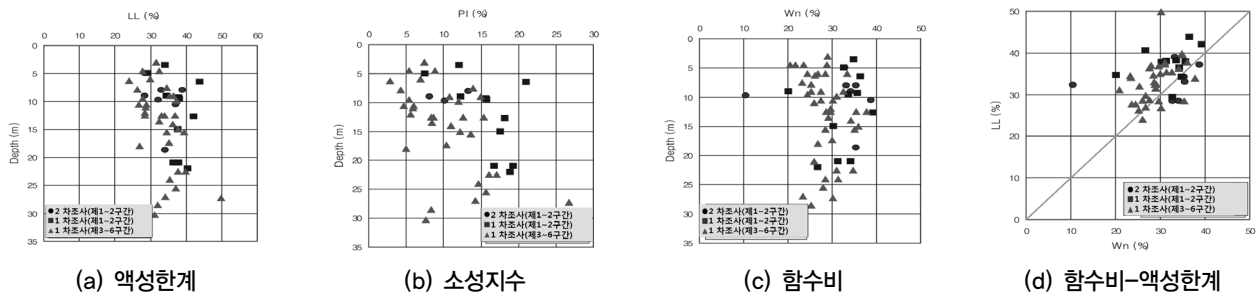 LL (%)
0 10 20 30 40 50 60
0
5
10
15
20
25
30
35
Depth (m)
●2 차조사(제1~2구간)
■1 차조사(제1~2구간)
▲1 차조사(제3~6구간)
(a) 액성한계
PI (%)
0 5 10 15 20 25 30
0
5
10
15
20
25
30
35
Depth (m)
●2 차조사(제1~2구간)
■1 차조사(제1~2구간)
▲1 차조사(제3~6구간)
(b) 소성지수
Wn (%)
0 10 20 30 40 50
0
5
10
15
20
25
30
35
Depth (m)
●2 차조사(제1~2구간)
■1 차조사(제1~2구간)
▲1 차조사(제3~6구간)
(c) 함수비
50
40
30
20
10
0
LL (%)
●2 차조사(제1~2구간)
■1 차조사(제1~2구간)
▲1 차조사(제3~6구간)
0 10 20 30 40 50
Wn (%)
(d) 함수비-액성한계